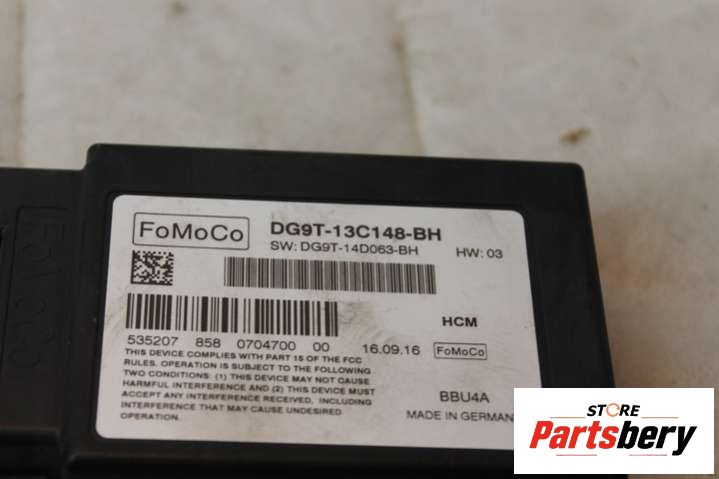 FoMoCo
DG9T-13C148-BH
SW: DG9T-14D063-BH
HW: 03
HCM
535207 858 0704700 00
16.09.16 FoMoCo
THIS DEVICE COMPLIES WITH PART 15 OF THE FCC
RULES. OPERATION IS SUBJECT TO THE FOLLOWING
TWO CONDITIONS: (1) THIS DEVICE MAY NOT CAUSE
HARMFUL INTERFERENCE AND (2) THIS DEVICE MUST
ACCEPT ANY INTERFERENCE RECEIVED, INCLUDING
INTERFERENCE THAT MAY CAUSE UNDESIRED
OPERATION.
BBU4A
MADE IN GERMAN
STORE
Partsbery